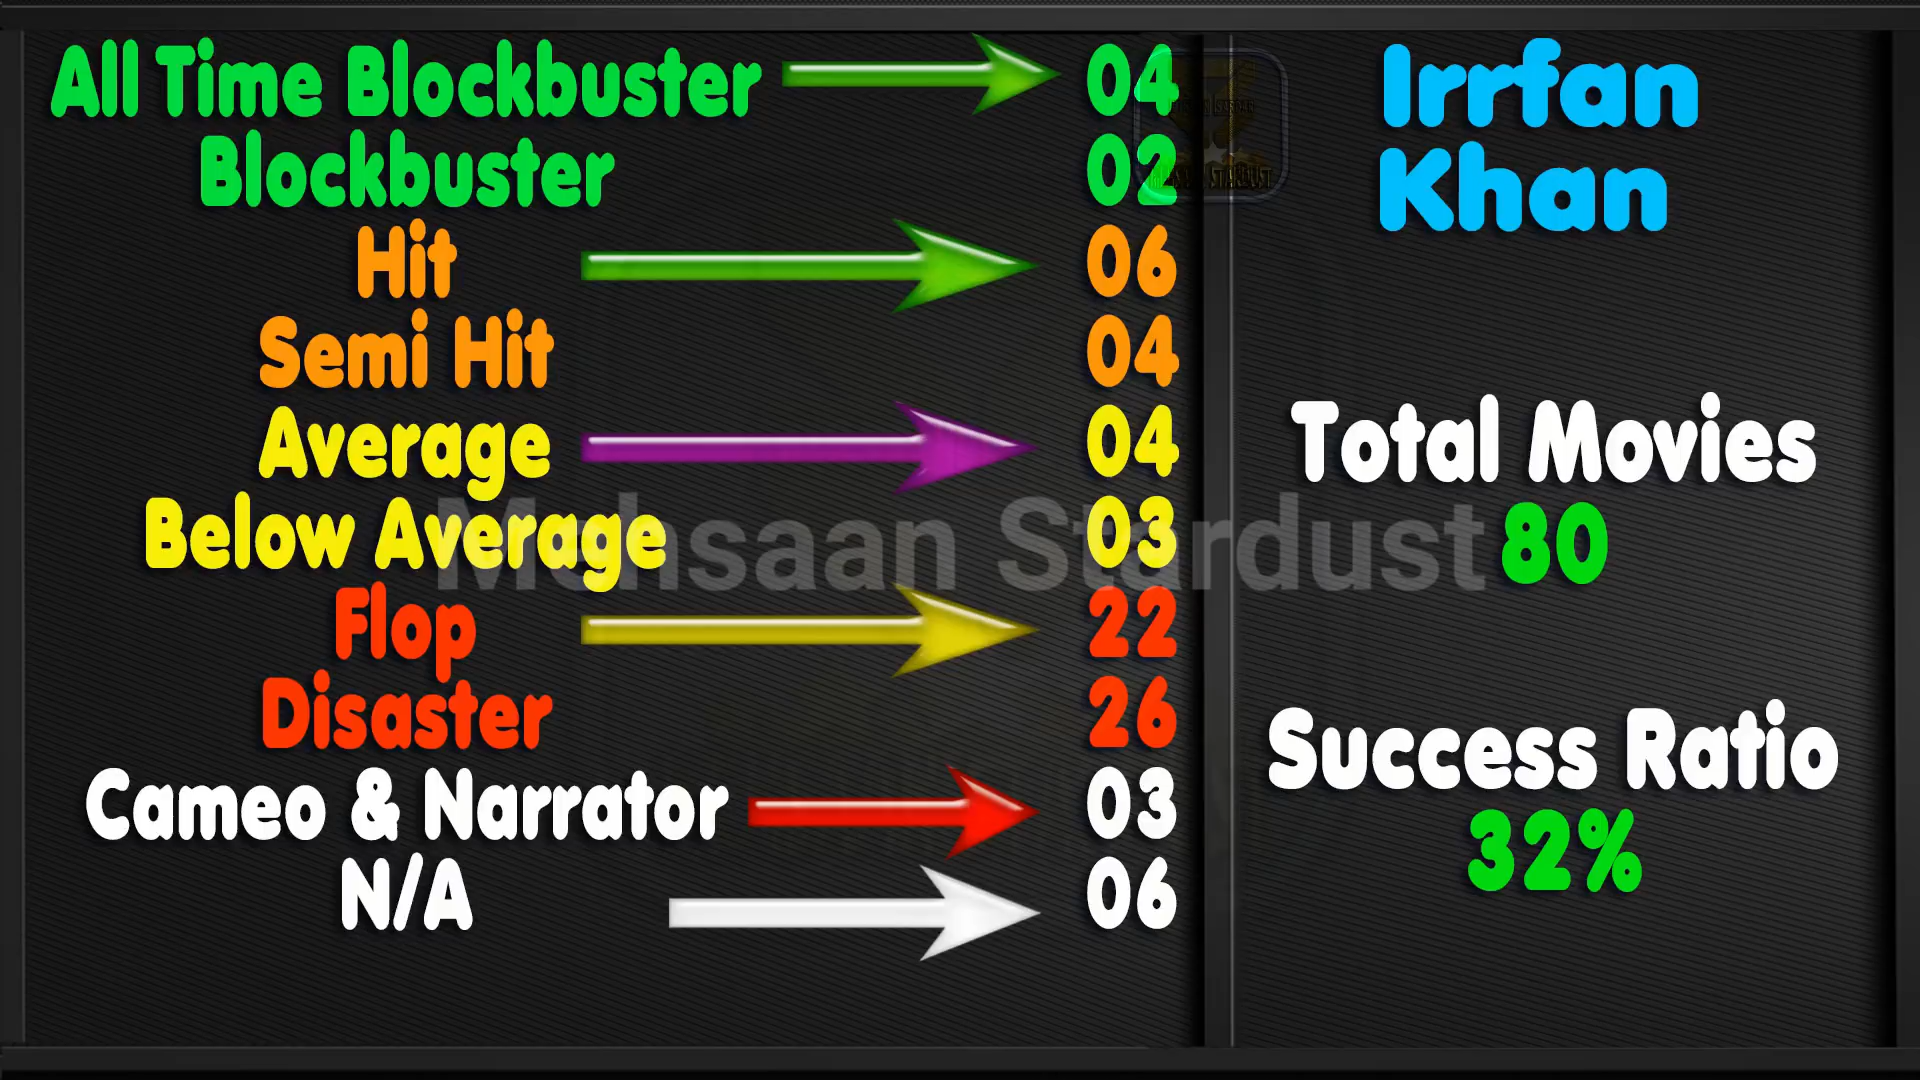 All Time Blockbuster 04
Blockbuster 02
Hit 06
Semi Hit 04
Average 04
Below Average 03
Flop 22
Disaster 26
Cameo & Narrator 03
N/A 06
Irrfan
Khan
Total Movies
80
Success Ratio
32%
Mehsaan Stardust